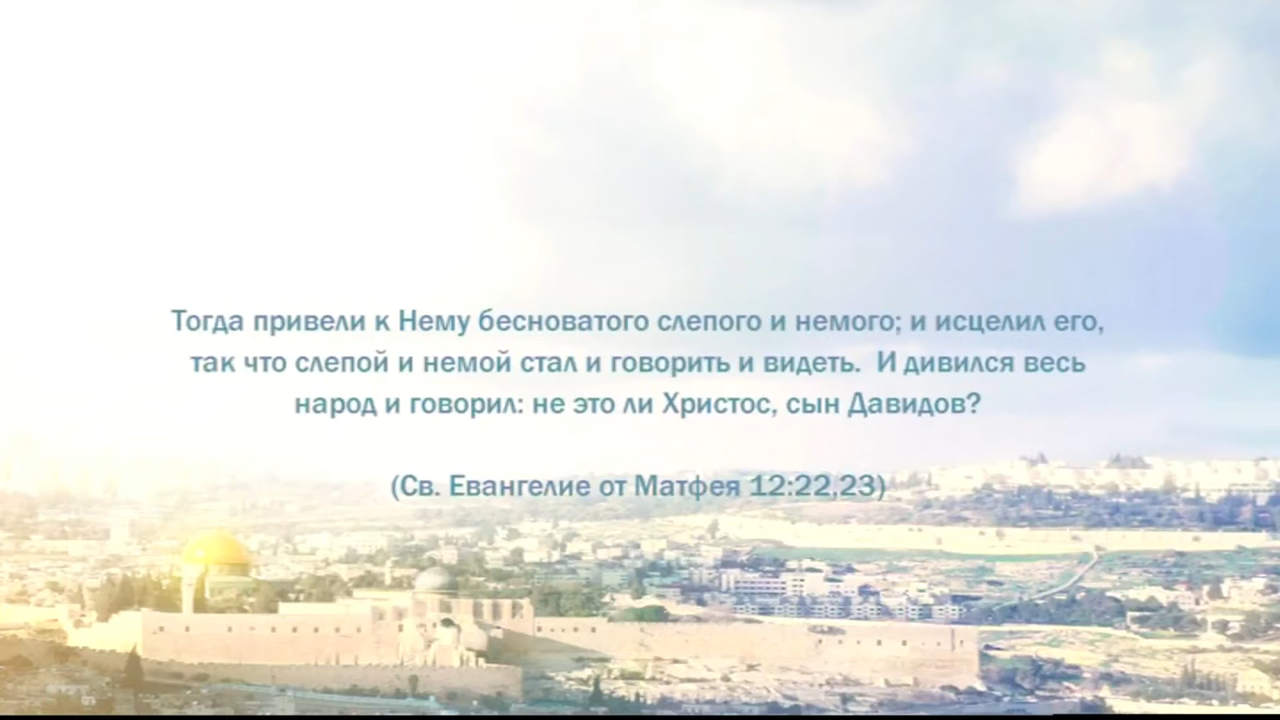 Тогда привели к Нему бесноватого слепого и немого; и исцелил его,
так что слепой и немой стал и говорить и видеть.  И дивился весь
народ и говорил: не это ли Христос, сын Давидов?
(Св. Евангелие от Матфея 12:22,23)